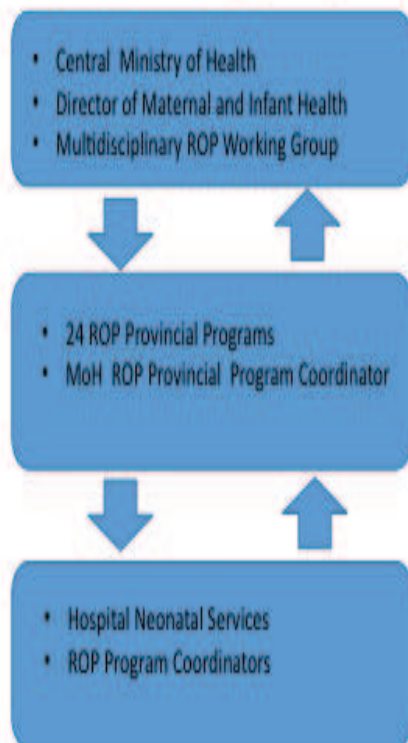 • Central Ministry of Health
• Director of Maternal and Infant Health
• Multidisciplinary ROP Working Group
• 24 ROP Provincial Programs
• MoH ROP Provincial Program Coordinator
• Hospital Neonatal Services
• ROP Program Coordinators